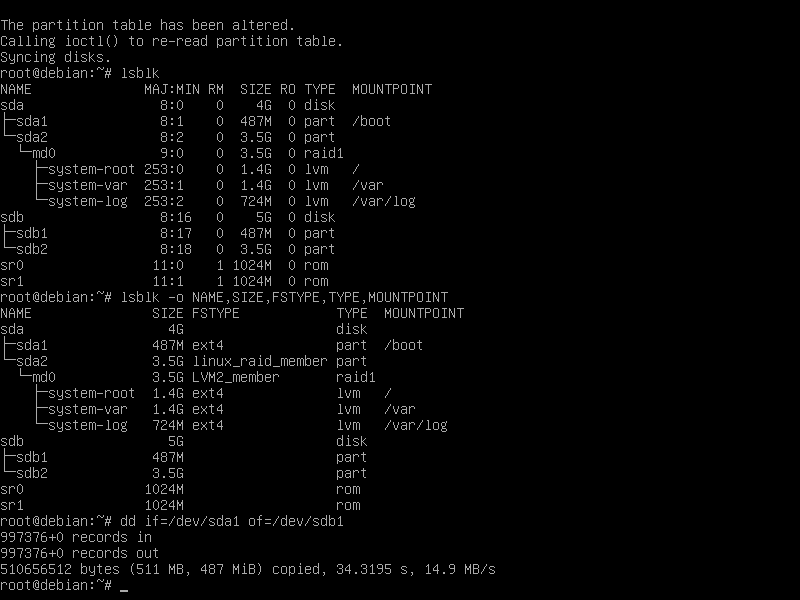 The partition table has been altered.
Calling ioctl() to re-read partition table.
Syncing disks.
root@debian:~# lsblk
NAME              MAJ:MIN RM  SIZE RO TYPE  MOUNTPOINT
sda                 8:0    0    4G  0 disk
├─sda1              8:1    0  487M  0 part  /boot
└─sda2              8:2    0  3.5G  0 part
  └─md0             9:0    0  3.5G  0 raid1
    ├─system-root 253:0    0  1.4G  0 lvm   /
    ├─system-var  253:1    0  1.4G  0 lvm   /var
    └─system-log  253:2    0  724M  0 lvm   /var/log
sdb                 8:16   0    5G  0 disk
├─sdb1              8:17   0  487M  0 part
└─sdb2              8:18   0  3.5G  0 part
sr0                11:0    1 1024M  0 rom
sr1                11:1    1 1024M  0 rom
root@debian:~# lsblk -o NAME,SIZE,FSTYPE,TYPE,MOUNTPOINT
NAME               SIZE FSTYPE            TYPE  MOUNTPOINT
sda                  4G                   disk
├─sda1             487M ext4              part  /boot
└─sda2             3.5G linux_raid_member part
  └─md0            3.5G LVM2_member       raid1
    ├─system-root  1.4G ext4              lvm   /
    ├─system-var   1.4G ext4              lvm   /var
    └─system-log   724M ext4              lvm   /var/log
sdb                  5G                   disk
├─sdb1             487M                   part
└─sdb2             3.5G                   part
sr0               1024M                   rom
sr1               1024M                   rom
root@debian:~# dd if=/dev/sda1 of=/dev/sdb1
997376+0 records in
997376+0 records out
510656512 bytes (511 MB, 487 MiB) copied, 34.3195 s, 14.9 MB/s
root@debian:~# _